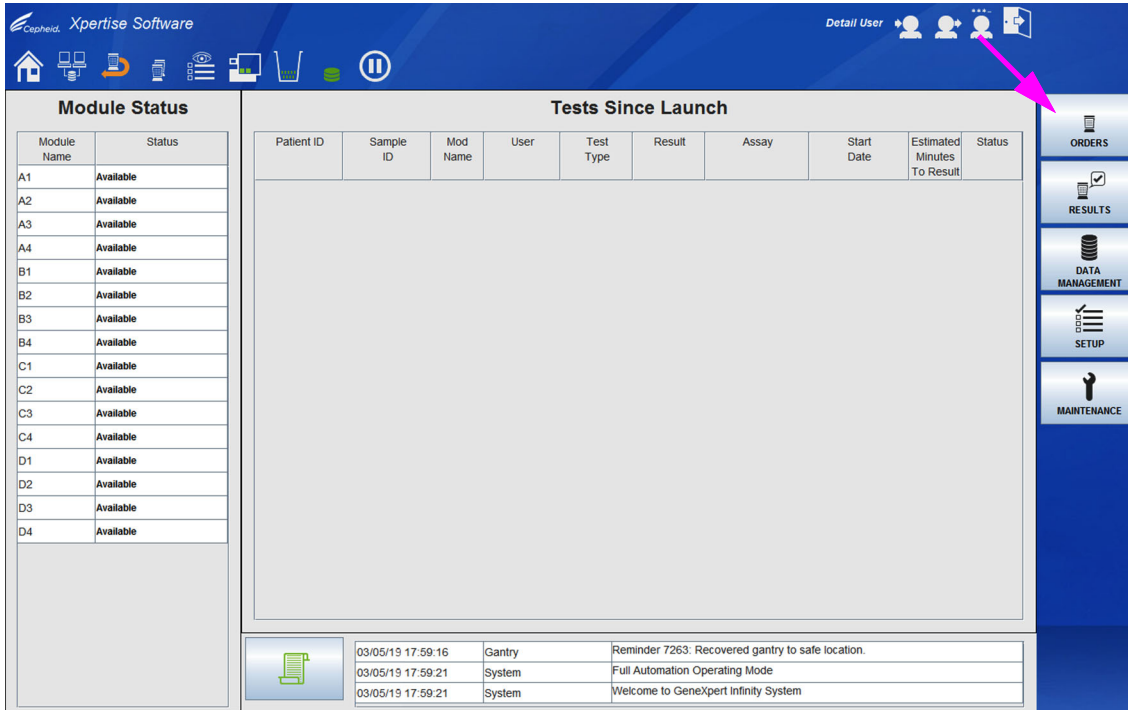 Cepheid. Xpertise Software
Detail User
Module Status
Module Name
Status
A1 Available
A2 Available
A3 Available
A4 Available
B1 Available
B2 Available
B3 Available
B4 Available
C1 Available
C2 Available
C3 Available
C4 Available
D1 Available
D2 Available
D3 Available
D4 Available
Tests Since Launch
Patient ID
Sample ID
Mod Name
User
Test Type
Result
Assay
Start Date
Estimated Minutes To Result
Status
03/05/19 17:59:16 Gantry Reminder 7263: Recovered gantry to safe location.
03/05/19 17:59:21 System Full Automation Operating Mode
03/05/19 17:59:21 System Welcome to GeneXpert Infinity System
ORDERS
RESULTS
DATA
MANAGEMENT
SETUP
MAINTENANCE